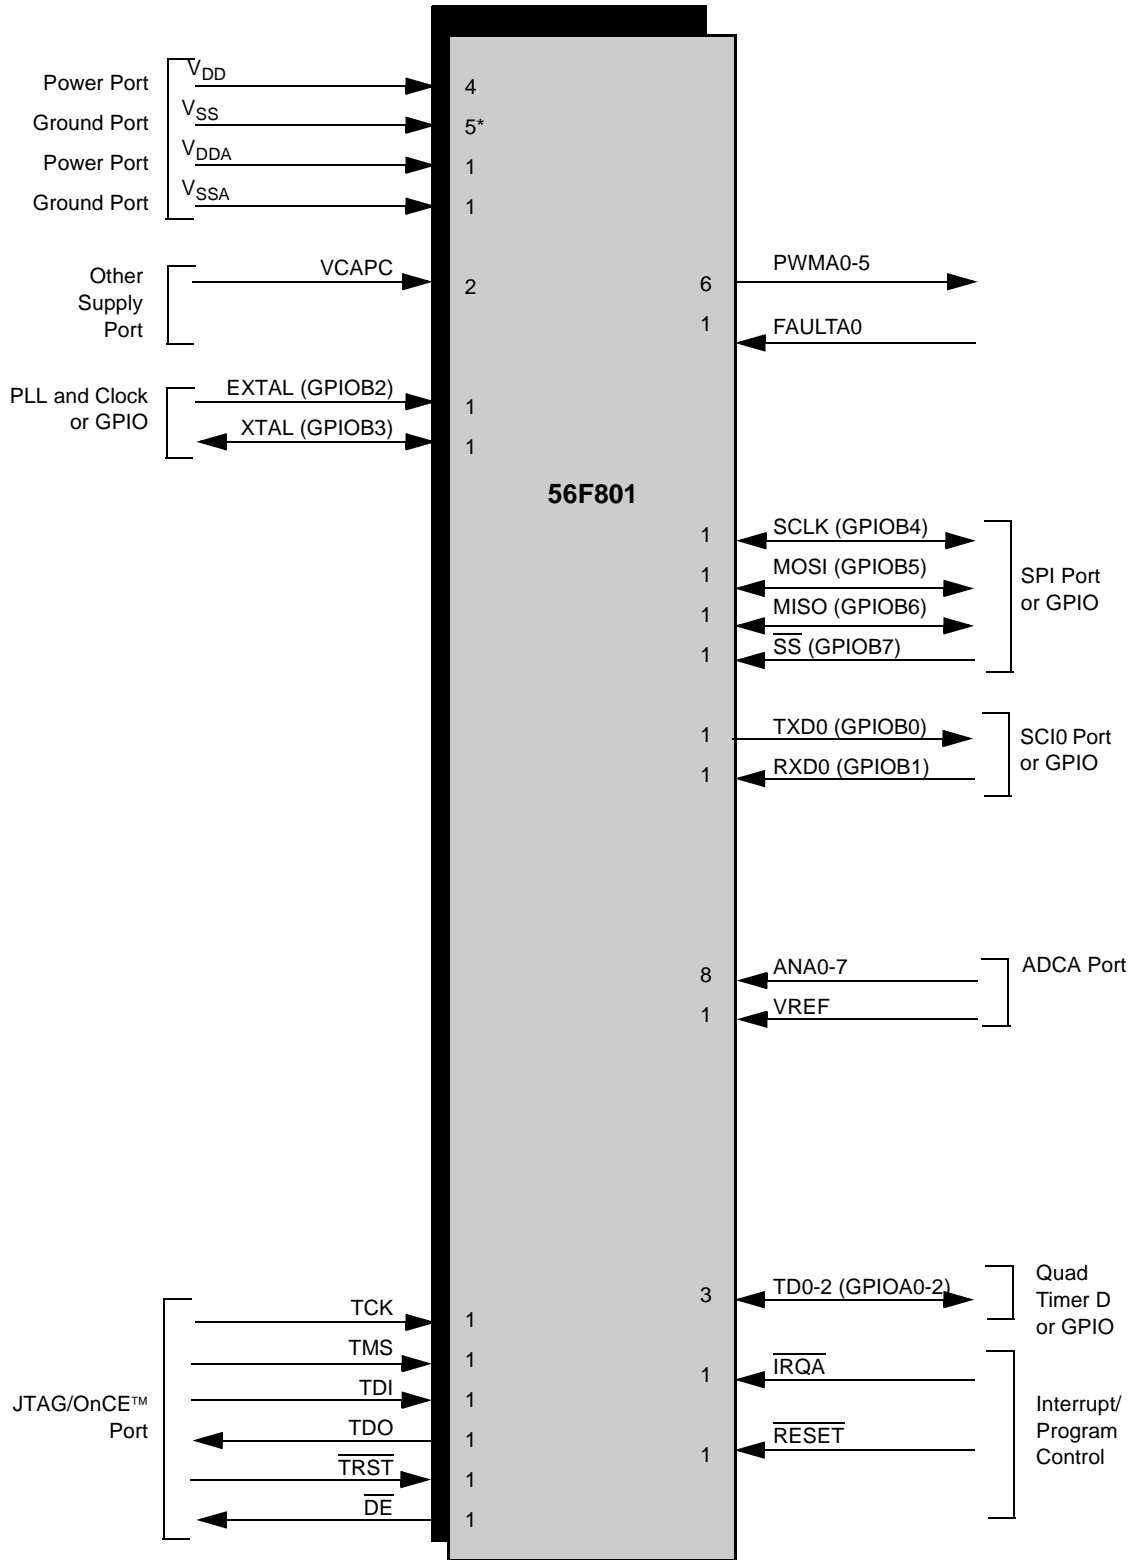 Power Port VDD 4
Ground Port VSS 5*
Power Port VDDA 1
Ground Port VSSA 1
Other
Supply
Port
VCAPC 2
PLL and Clock
or GPIO
EXTAL (GPIOB2) 1
XTAL (GPIOB3) 1
56F801
6 PWMA0-5
1 FAULTA0
1 SCLK (GPIOB4)
1 MOSI (GPIOB5)
1 MISO (GPIOB6)
1 SS (GPIOB7)
SPI Port
or GPIO
1 TXD0 (GPIOB0)
1 RXD0 (GPIOB1)
SCI0 Port
or GPIO
8 ANA0-7
1 VREF
ADCA Port
3 TD0-2 (GPIOA0-2)
Quad
Timer D
or GPIO
1 IRQA
1 RESET
Interrupt/
Program
Control
JTAG/OnCE™
Port
TCK 1
TMS 1
TDI 1
TDO 1
TRST 1
DE 1